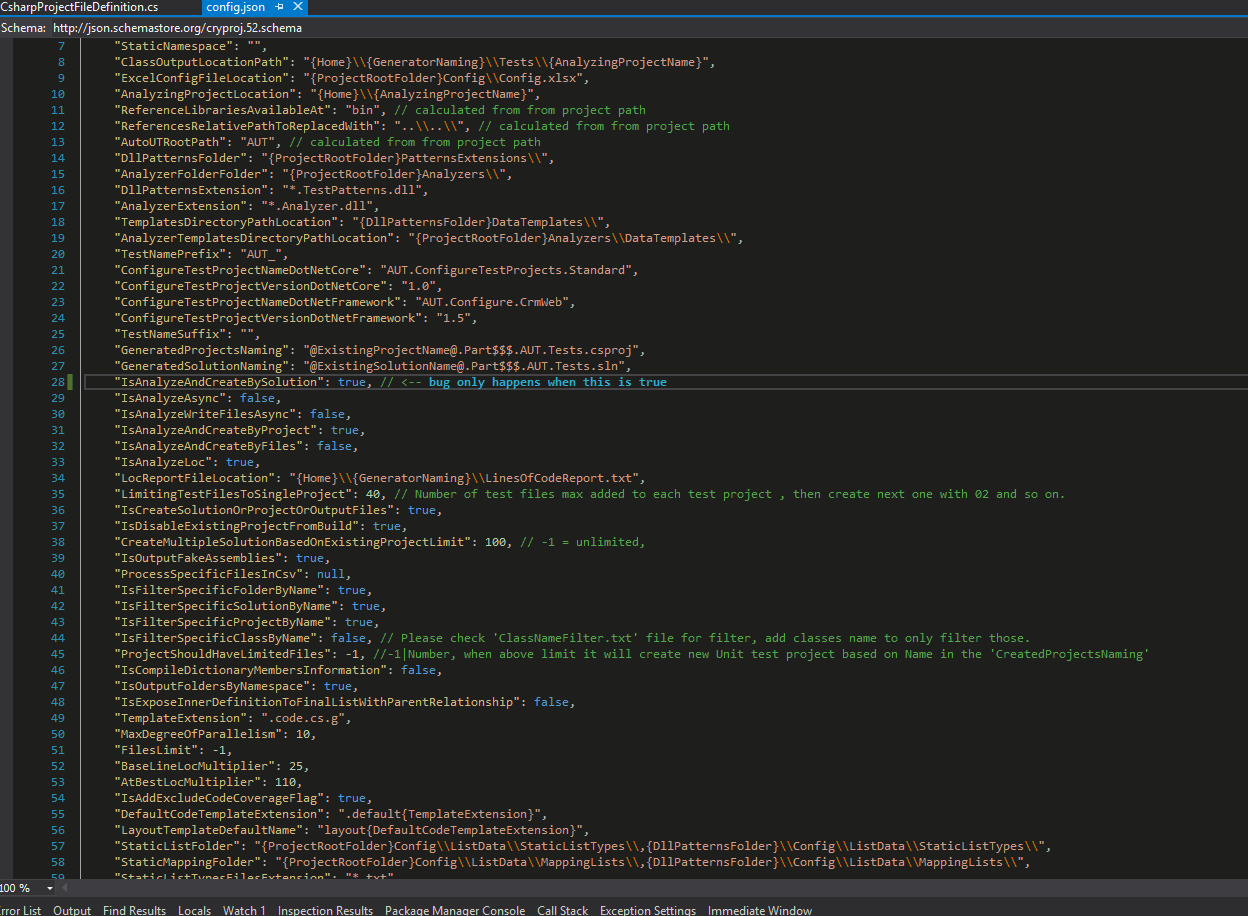 CsharpProjectFileDefinition.cs config.json
Schema: http://json.schemastore.org/cryproj.52.schema
7 "StaticNamespace": "",
8 "ClassOutputLocationPath": "{Home}\\{GeneratorNaming}\\Tests\\{AnalyzingProjectName}",
9 "ExcelConfigFileLocation": "{ProjectRootFolder}Config\\Config.xlsx",
10 "AnalyzingProjectLocation": "{Home}\\{AnalyzingProjectName}",
11 "ReferenceLibrariesAvailableAt": "bin", // calculated from from project path
12 "ReferencesRelativePathToReplacedWith": "..\\..\\", // calculated from from project path
13 "AutoUTRootPath": "AUT", // calculated from from project path
14 "DllPatternsFolder": "{ProjectRootFolder}PatternsExtensions\\",
15 "AnalyzerFolderFolder": "{ProjectRootFolder}Analyzers\\",
16 "DllPatternsExtension": "*.TestPatterns.dll",
17 "AnalyzerExtension": "*.Analyzer.dll",
18 "TemplatesDirectoryPathLocation": "{DllPatternsFolder}DataTemplates\\",
19 "AnalyzerTemplatesDirectoryPathLocation": "{ProjectRootFolder}Analyzers\\DataTemplates\\",
20 "TestNamePrefix": "AUT_",
21 "ConfigureTestProjectNameDotNetCore": "AUT.ConfigureTestProjects.Standard",
22 "ConfigureTestProjectVersionDotNetCore": "1.0",
23 "ConfigureTestProjectNameDotNetFramework": "AUT.Configure.CrmWeb",
24 "ConfigureTestProjectVersionDotNetFramework": "1.5",
25 "TestNameSuffix": "",
26 "GeneratedProjectsNaming": "@ExistingProjectName@.Part$$$.AUT.Tests.csproj",
27 "GeneratedSolutionNaming": "@ExistingSolutionName@.Part$$$.AUT.Tests.sln",
28 "IsAnalyzeAndCreateBySolution": true, // <-- bug only happens when this is true
29 "IsAnalyzeAsync": false,
30 "IsAnalyzeWriteFilesAsync": false,
31 "IsAnalyzeAndCreateByProject": true,
32 "IsAnalyzeAndCreateByFiles": false,
33 "IsAnalyzeLoc": true,
34 "LocReportFileLocation": "{Home}\\{GeneratorNaming}\\LinesOfCodeReport.txt",
35 "LimitingTestFilesToSingleProject": 40, // Number of test files max added to each test project , then create next one with 02 and so on.
36 "IsCreateSolutionOrProjectOrOutputFiles": true,
37 "IsDisableExistingProjectFromBuild": true,
38 "CreateMultipleSolutionBasedOnExistingProjectLimit": 100, // -1 = unlimited,
39 "IsOutputFakeAssemblies": true,
40 "ProcessSpecificFilesInCsv": null,
41 "IsFilterSpecificFolderByName": true,
42 "IsFilterSpecificSolutionByName": true,
43 "IsFilterSpecificProjectByName": true,
44 "IsFilterSpecificClassByName": false, // Please check 'ClassNameFilter.txt' file for filter, add classes name to only filter those.
45 "ProjectShouldHaveLimitedFiles": -1, //-1|Number, when above limit it will create new Unit test project based on Name in the 'CreatedProjectsNaming'
46 "IsCompileDictionaryMembersInformation": false,
47 "IsOutputFoldersByNamespace": true,
48 "IsExposeInnerDefinitionToFinalListWithParentRelationship": false,
49 "TemplateExtension": ".code.cs.g",
50 "MaxDegreeOfParallelism": 10,
51 "FilesLimit": -1,
52 "BaseLineLocMultiplier": 25,
53 "AtBestLocMultiplier": 110,
54 "IsAddExcludeCodeCoverageFlag": true,
55 "DefaultCodeTemplateExtension": ".default{TemplateExtension}",
56 "LayoutTemplateDefaultName": "layout{DefaultCodeTemplateExtension}",
57 "StaticListFolder": "{ProjectRootFolder}Config\\ListData\\StaticListTypes\\,{DllPatternsFolder}\\Config\\ListData\\StaticListTypes\\",
58 "StaticMappingFolder": "{ProjectRootFolder}Config\\ListData\\MappingLists\\,{DllPatternsFolder}\\Config\\ListData\\MappingLists\\",
59 "StaticListTypesFilesExtension": "*.txt"
100 %
rror List Output Find Results Locals Watch 1 Inspection Results Package Manager Console Call Stack Exception Settings Immediate Window